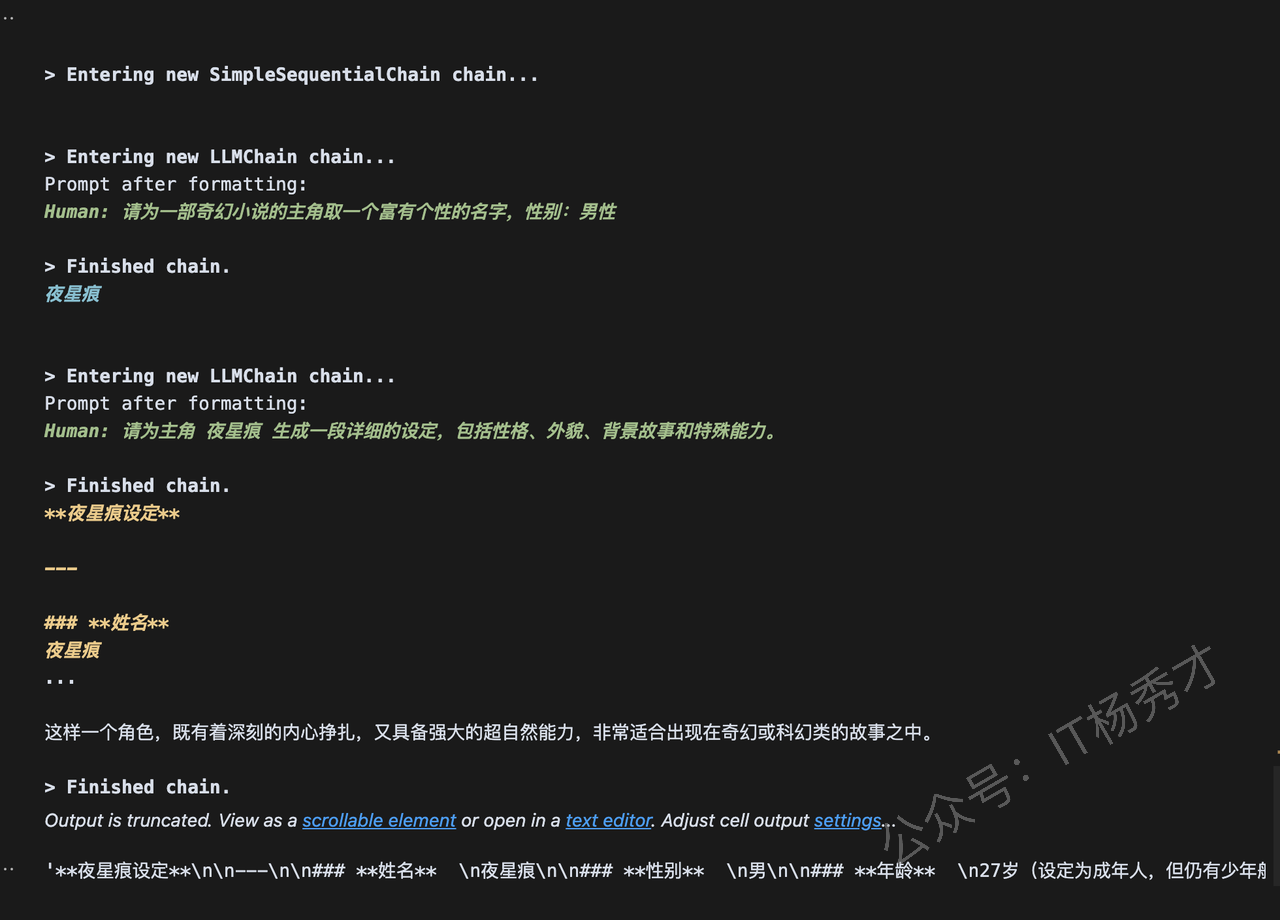 > Entering new SimpleSequentialChain chain...
> Entering new LLMChain chain...
Prompt after formatting:
Human: 请为一部奇幻小说的主角取一个富有个性的名字，性别：男性
> Finished chain.
夜星痕
> Entering new LLMChain chain...
Prompt after formatting:
Human: 请为主角 夜星痕 生成一段详细的设定，包括性格、外貌、背景故事和特殊能力。
> Finished chain.
**夜星痕设定**
---
### **姓名**
夜星痕
...
这样一个角色，既有着深刻的内心挣扎，又具备强大的超自然能力，非常适合出现在奇幻或科幻类的故事之中。
> Finished chain.
Output is truncated. View as a scrollable element or open in a text editor. Adjust cell output settings...
'**夜星痕设定**\n\n---\n\n### **姓名**  \n夜星痕\n\n### **性别**  \n男\n\n### **年龄**  \n27岁（设定为成年人，但仍有少年
公众号：IT杨秀才